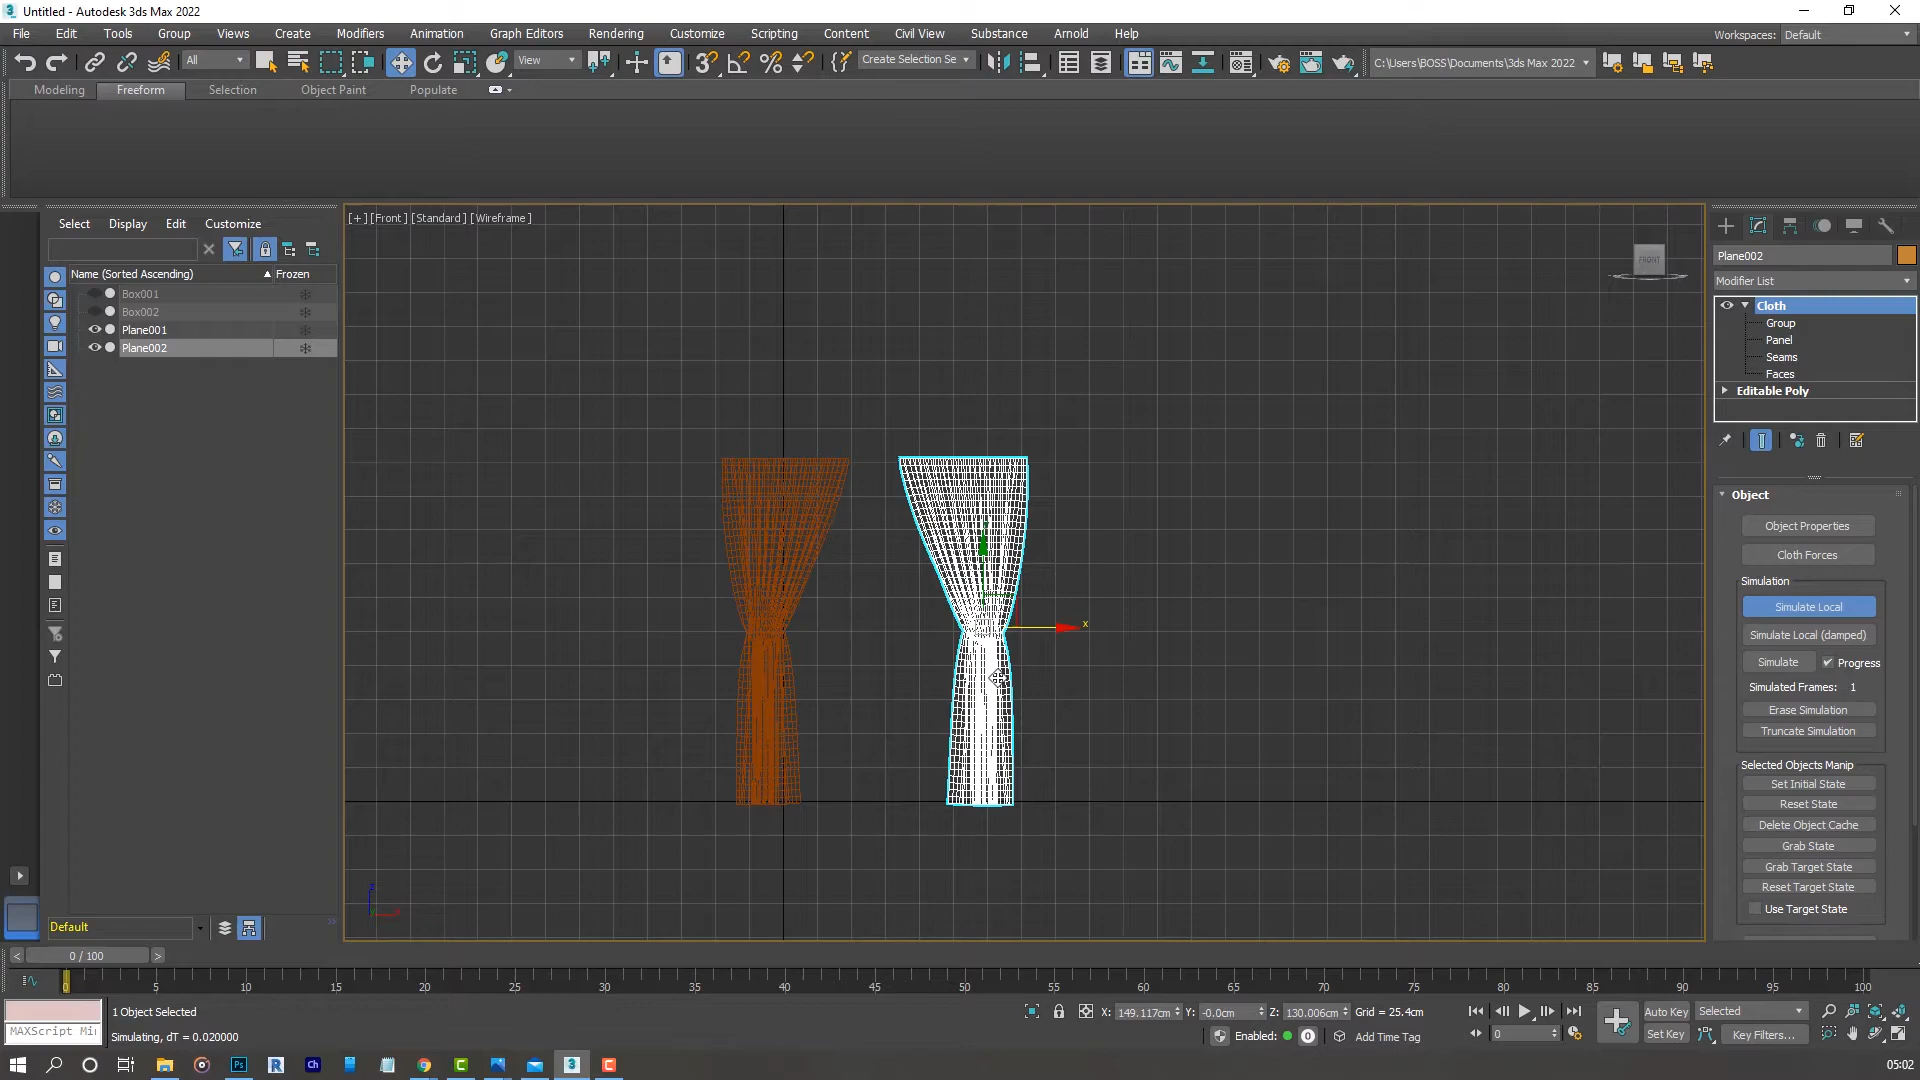 Untitled - Autodesk 3ds Max 2022
File Edit Tools Group Views Create Modifiers Animation Graph Editors Rendering Customize Scripting Content Civil View Substance Arnold Help
Workspaces: Default
All View Create Selection Se C:\Users\BOSS\Documents\3ds Max 2022
Modeling Freeform Selection Object Paint Populate
Select Display Edit Customize
[+] [Front] [Standard] [Wireframe]
FRONT
Name (Sorted Ascending) Frozen
Box001
Box002
Plane001
Plane002
x
Plane002
Modifier List
Cloth
Group
Panel
Seams
Faces
Editable Poly
Object
Object Properties
Cloth Forces
Simulation
Simulate Local
Simulate Local (damped)
Simulate Progress
Simulated Frames: 1
Erase Simulation
Truncate Simulation
Selected Objects Manip
Set Initial State
Reset State
Delete Object Cache
Grab State
Grab Target State
Reset Target State
Use Target State
Default
0 / 100
0 5 10 15 20 25 30 35 40 45 50 55 60 65 70 75 80 85 90 95 100
1 Object Selected
X: 149.117cm Y: -0.0cm Z: 130.006cm Grid = 25.4cm
Auto Key Selected
MAXScript Mi
Simulating, dT = 0.020000
Enabled: 0 Add Time Tag
0
Set Key Key Filters...
05:02